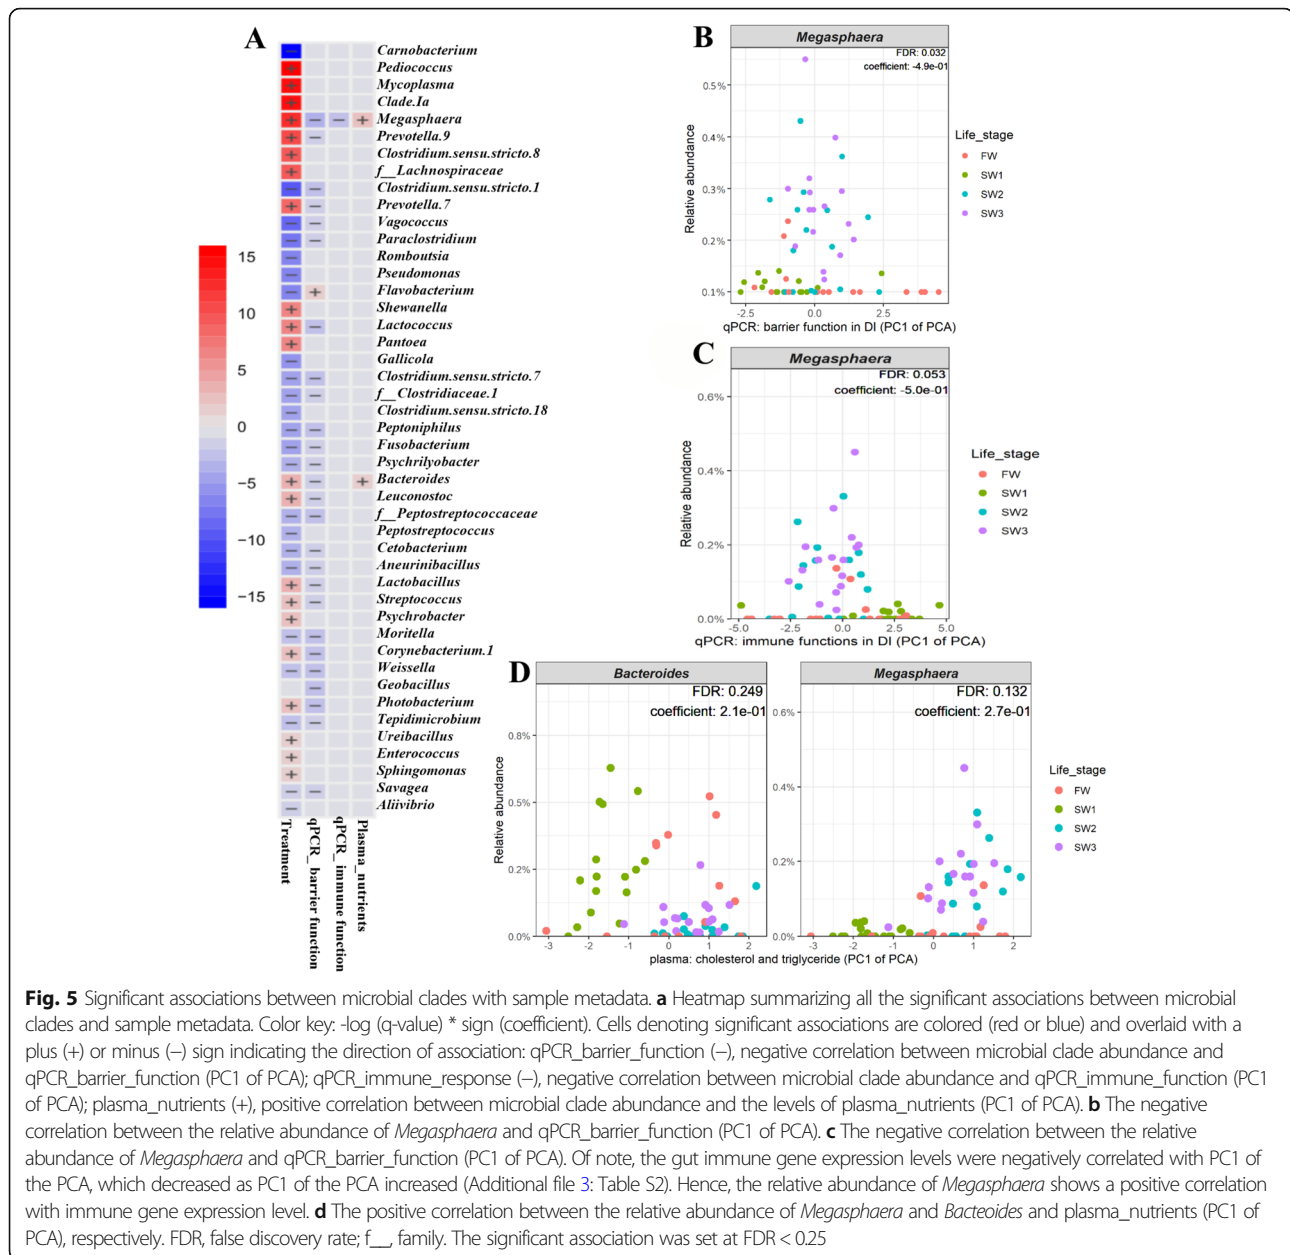 A
Carnobacterium
Pediococcus
Mycoplasma
Clade.Ia
Megasphaera
Prevotella.9
Clostridium.sensu.stricto.8
f__Lachnospiraceae
Clostridium.sensu.stricto.1
Prevotella.7
Vagococcus
Paraclostridium
Romboutsia
Pseudomonas
Flavobacterium
Shewanella
Lactococcus
Pantoea
Gallicola
Clostridium.sensu.stricto.7
f__Clostridiaceae.1
Clostridium.sensu.stricto.18
Peptoniphilus
Fusobacterium
Psychrilyobacter
Bacteroides
Leuconostoc
f__Peptostreptococcaceae
Peptostreptococcus
Cetobacterium
Aneurinibacillus
Lactobacillus
Streptococcus
Psychrobacter
Moritella
Corynebacterium.1
Weissella
Geobacillus
Photobacterium
Tepidimicrobium
Ureibacillus
Enterococcus
Sphingomonas
Savagea
Aliivibrio
15
10
5
0
−5
−10
−15
Treatment
qPCR_ barrier function
qPCR_ immune function
Plasma_nutrients
B
Megasphaera
FDR: 0.032
coefficient: -4.9e-01
Relative abundance
0.5%
0.4%
0.3%
0.2%
0.1%
-2.5 0.0 2.5
qPCR: barrier function in DI (PC1 of PCA)
Life_stage
FW
SW1
SW2
SW3
C
Megasphaera
FDR: 0.053
coefficient: -5.0e-01
Relative abundance
0.6%
0.4%
0.2%
0.0%
-5.0 -2.5 0.0 2.5 5.0
qPCR: immune functions in DI (PC1 of PCA)
Life_stage
FW
SW1
SW2
SW3
D
Bacteroides
FDR: 0.249
coefficient: 2.1e-01
Relative abundance
0.8%
0.5%
0.2%
0.0%
-3 -2 -1 0 1 2
Megasphaera
FDR: 0.132
coefficient: 2.7e-01
0.6%
0.4%
0.2%
0.0%
-3 -2 -1 0 1 2
plasma: cholesterol and triglyceride (PC1 of PCA)
Life_stage
FW
SW1
SW2
SW3
Fig. 5 Significant associations between microbial clades with sample metadata. a Heatmap summarizing all the significant associations between microbial
clades and sample metadata. Color key: -log (q-value) * sign (coefficient). Cells denoting significant associations are colored (red or blue) and overlaid with a
plus (+) or minus (−) sign indicating the direction of association: qPCR_barrier_function (−), negative correlation between microbial clade abundance and
qPCR_barrier_function (PC1 of PCA); qPCR_immune_response (−), negative correlation between microbial clade abundance and qPCR_immune_function (PC1
of PCA); plasma_nutrients (+), positive correlation between microbial clade abundance and the levels of plasma_nutrients (PC1 of PCA). b The negative
correlation between the relative abundance of Megasphaera and qPCR_barrier_function (PC1 of PCA). c The negative correlation between the relative
abundance of Megasphaera and qPCR_barrier_function (PC1 of PCA). Of note, the gut immune gene expression levels were negatively correlated with PC1 of
the PCA, which decreased as PC1 of the PCA increased (Additional file 3: Table S2). Hence, the relative abundance of Megasphaera shows a positive correlation
with immune gene expression level. d The positive correlation between the relative abundance of Megasphaera and Bacteoides and plasma_nutrients (PC1 of
PCA), respectively. FDR, false discovery rate; f__, family. The significant association was set at FDR < 0.25